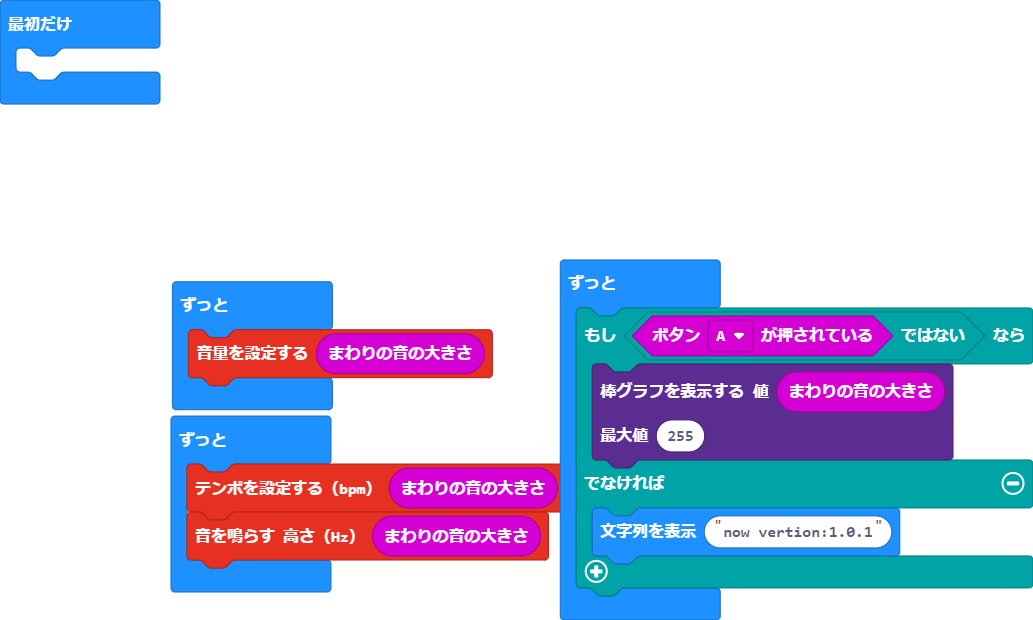 最初だけ
ずっと
音量を設定する まわりの音の大きさ
ずっと
テンポを設定する（bpm） まわりの音の大きさ
音を鳴らす 高さ（Hz） まわりの音の大きさ
ずっと
もし ボタン A が押されている ではない なら
棒グラフを表示する 値 まわりの音の大きさ
最大値 255
でなければ
文字列を表示 "now vertion:1.0.1"